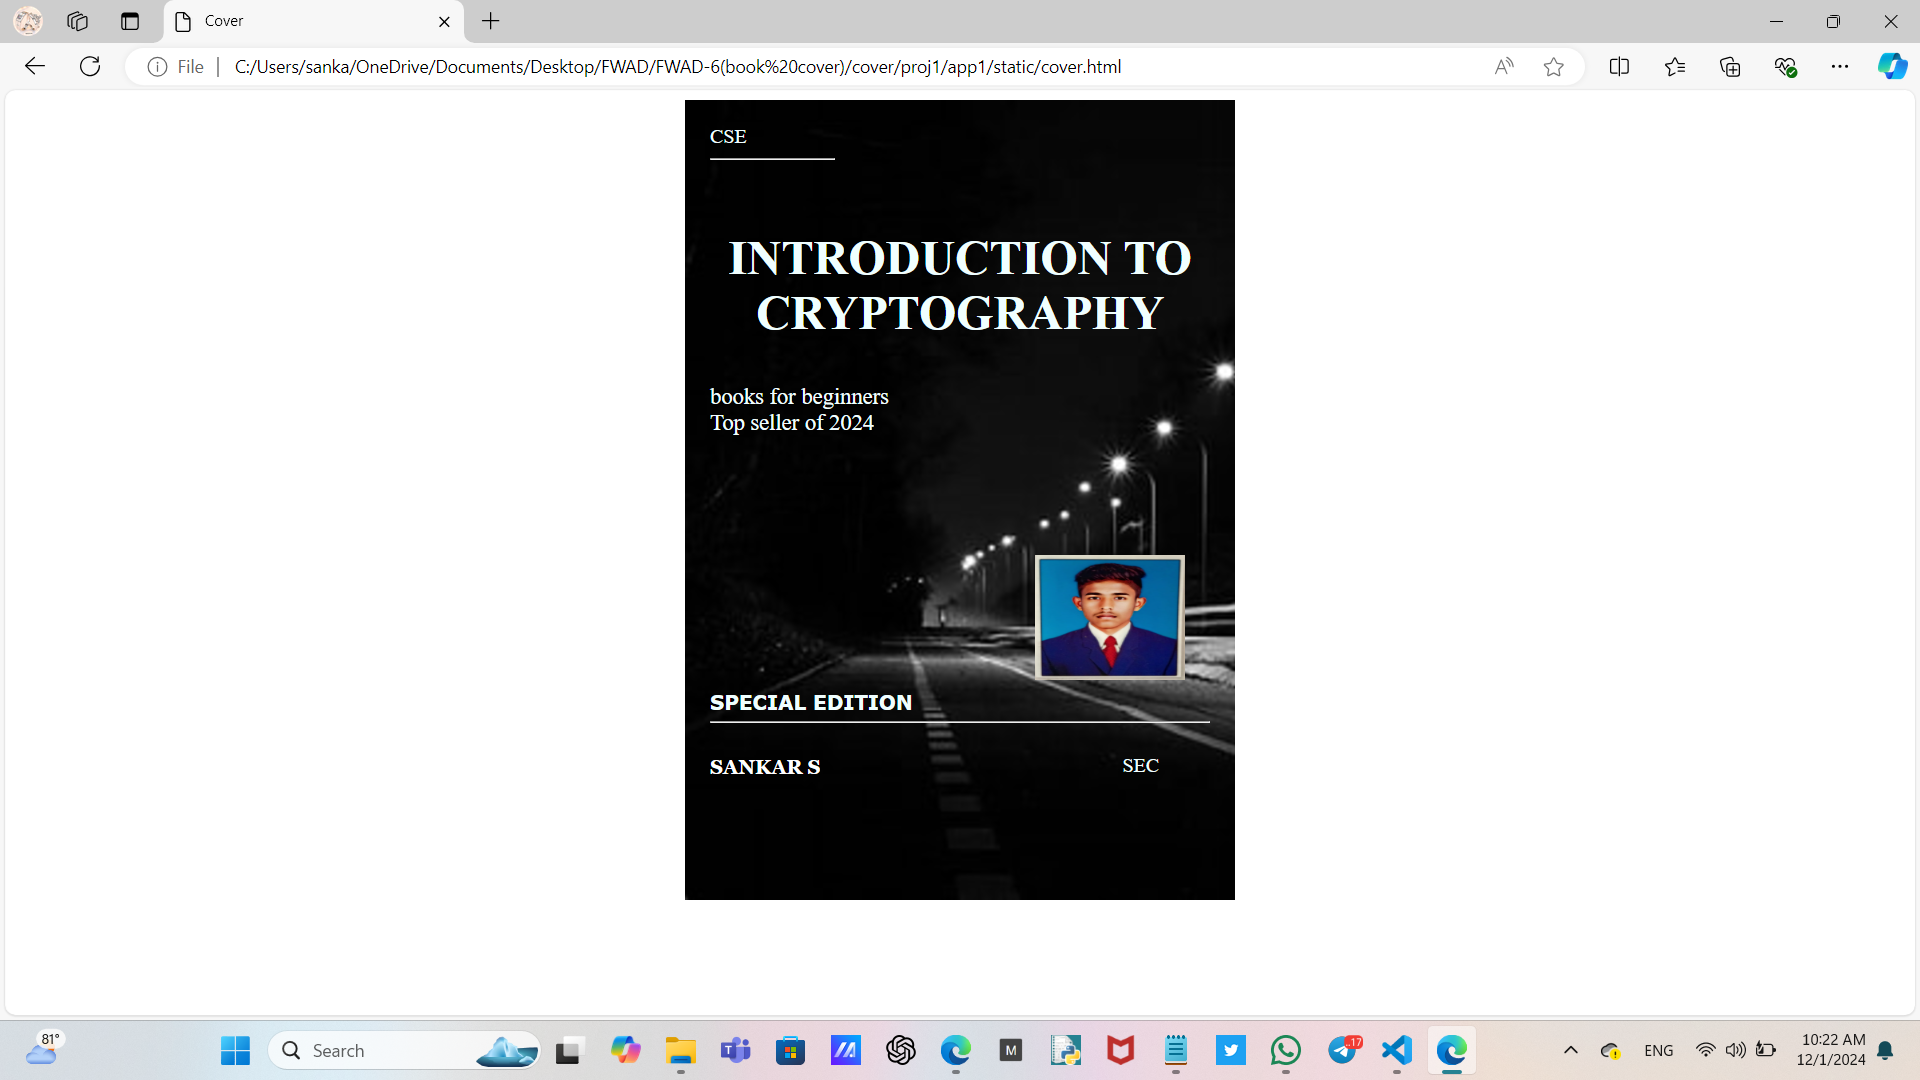 Cover
File
C:/Users/sanka/OneDrive/Documents/Desktop/FWAD/FWAD-6(book%20cover)/cover/proj1/app1/static/cover.html
CSE
INTRODUCTION TO
CRYPTOGRAPHY
books for beginners
Top seller of 2024
SPECIAL EDITION
SANKAR S
SEC
81°
Search
M
17
ENG
10:22 AM
12/1/2024